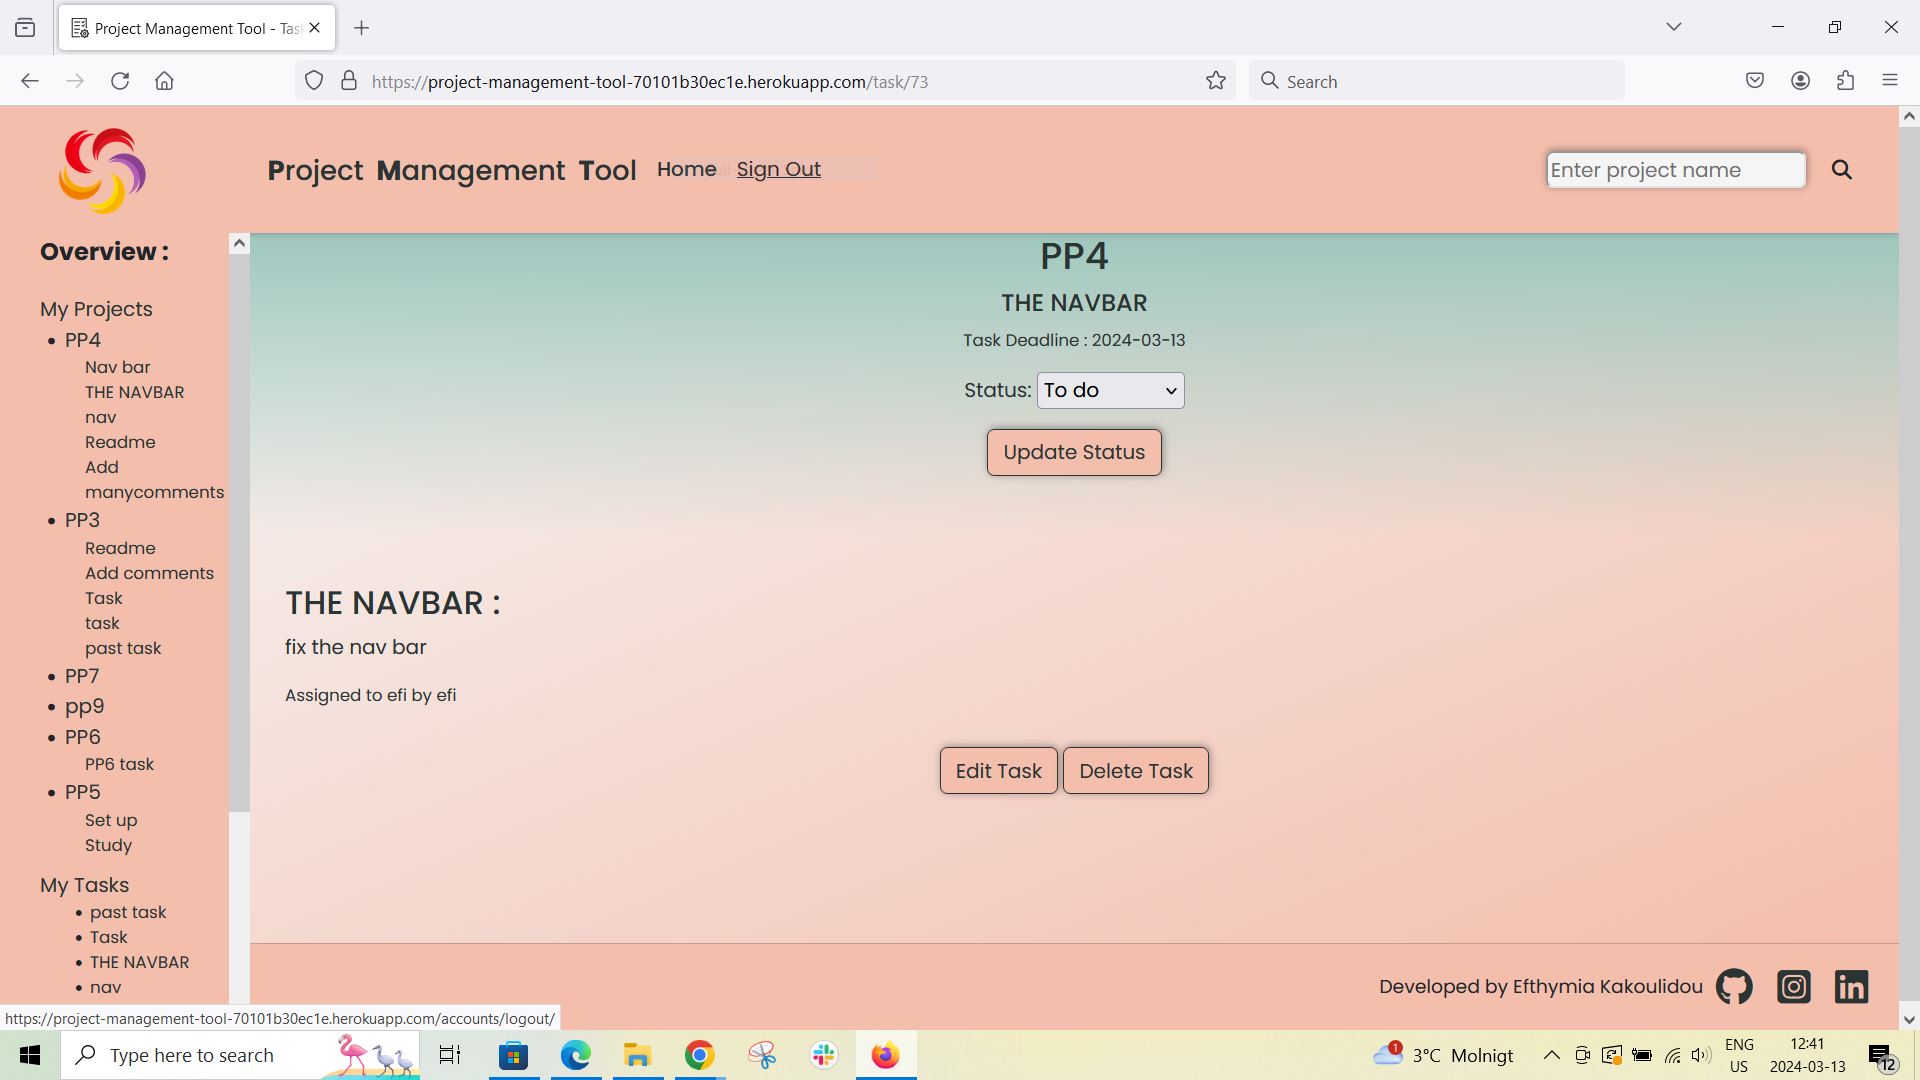 Project Management Tool - Tas
https://project-management-tool-70101b30ec1e.herokuapp.com/task/73
Search
Project Management Tool
Home
Sign Out
Enter project name
Overview :
My Projects
PP4
Nav bar
THE NAVBAR
nav
Readme
Add
manycomments
PP3
Readme
Add comments
Task
task
past task
PP7
pp9
PP6
PP6 task
PP5
Set up
Study
My Tasks
past task
Task
THE NAVBAR
nav
PP4
THE NAVBAR
Task Deadline : 2024-03-13
Status: To do
Update Status
THE NAVBAR :
fix the nav bar
Assigned to efi by efi
Edit Task Delete Task
Developed by Efthymia Kakoulidou
https://project-management-tool-70101b30ec1e.herokuapp.com/accounts/logout/
Type here to search
1
3°C Molnigt
ENG
US
12:41
2024-03-13
12